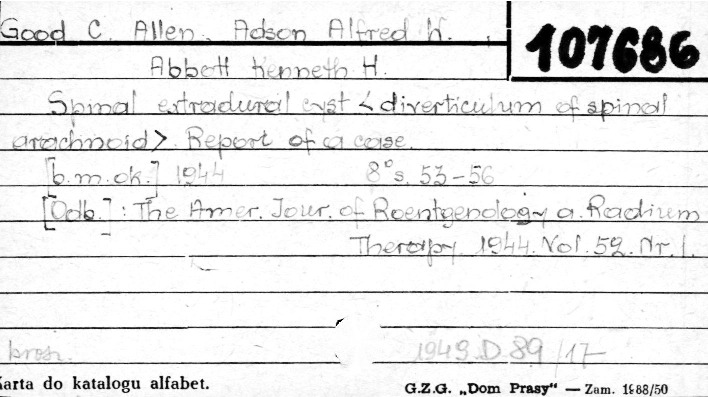 Good C. Allen. Adson Alfred W.
107686
Abbott Kenneth H.
Spinal extradural cyst <diverticulum of spinal
arachnoid>. Report of a case.
[b.m.ok.] 1944 8° s. 53-56
[Odb.]: The Amer. Jour. of Roentgenology a. Radium
Therapy 1944. Vol. 52. Nr. 1.
brosz.
1949 D 89/17
Karta do katalogu alfabet.
G.Z.G. „Dom Prasy" — Zam. 1988/50